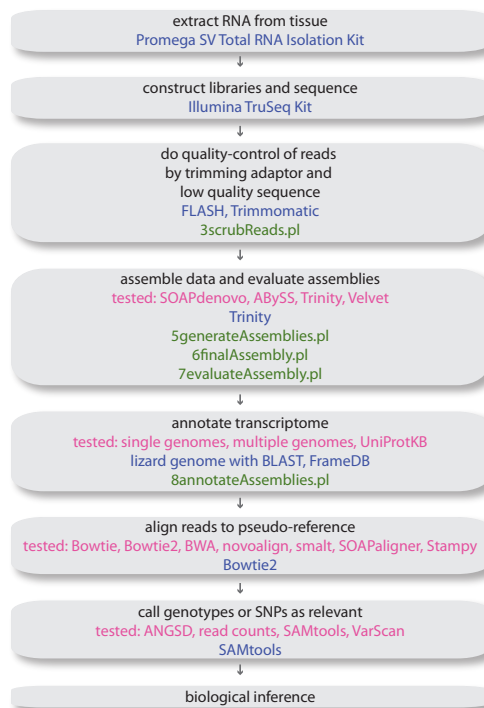 extract RNA from tissue
Promega SV Total RNA Isolation Kit
↓
construct libraries and sequence
Illumina TruSeq Kit
↓
do quality-control of reads
by trimming adaptor and
low quality sequence
FLASH, Trimmomatic
3scrubReads.pl
↓
assemble data and evaluate assemblies
tested: SOAPdenovo, ABySS, Trinity, Velvet
Trinity
5generateAssemblies.pl
6finalAssembly.pl
7evaluateAssembly.pl
↓
annotate transcriptome
tested: single genomes, multiple genomes, UniProtKB
lizard genome with BLAST, FrameDB
8annotateAssemblies.pl
↓
align reads to pseudo-reference
tested: Bowtie, Bowtie2, BWA, novoalign, smalt, SOAPaligner, Stampy
Bowtie2
↓
call genotypes or SNPs as relevant
tested: ANGSD, read counts, SAMtools, VarScan
SAMtools
↓
biological inference